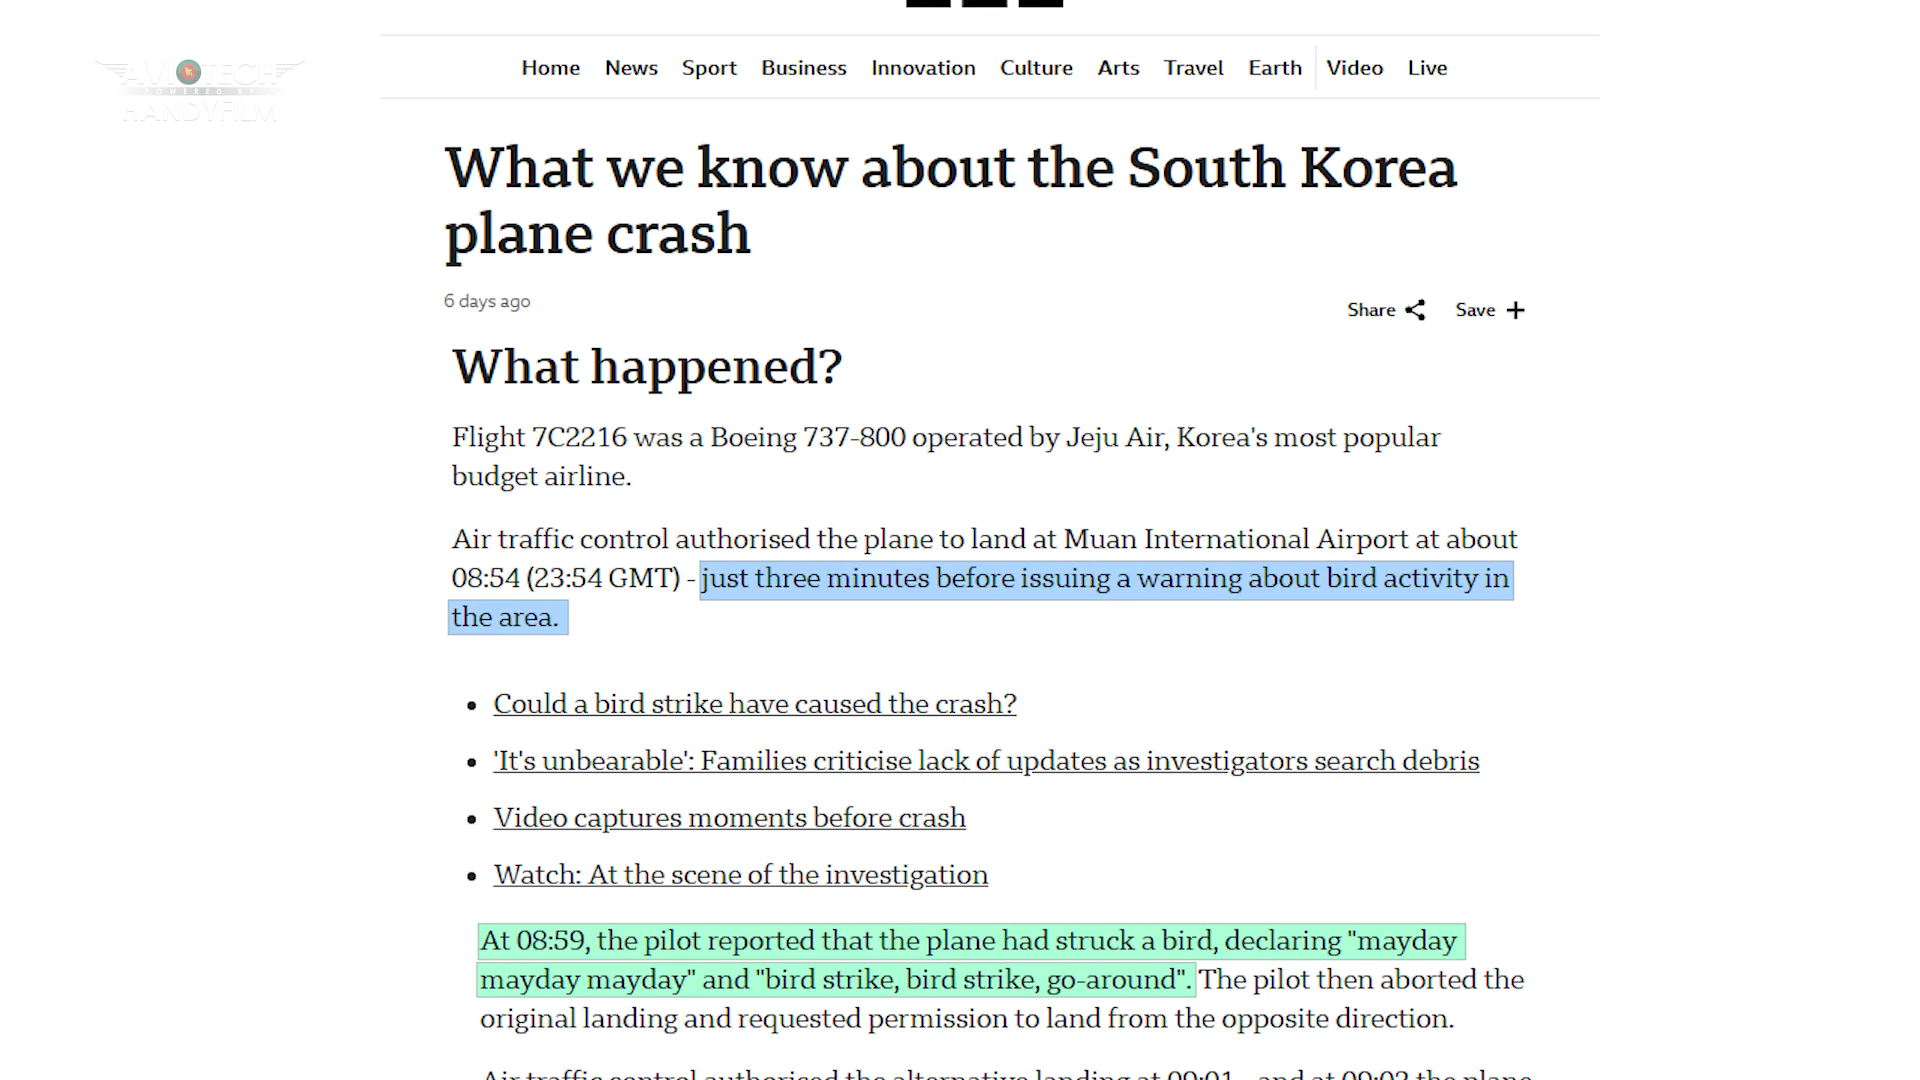 AVIOTECH
POWERED BY
HANDYFILM
Home News Sport Business Innovation Culture Arts Travel Earth Video Live
What we know about the South Korea
plane crash
6 days ago
Share Save
What happened?
Flight 7C2216 was a Boeing 737-800 operated by Jeju Air, Korea's most popular
budget airline.
Air traffic control authorised the plane to land at Muan International Airport at about
08:54 (23:54 GMT) - just three minutes before issuing a warning about bird activity in
the area.
• Could a bird strike have caused the crash?
• 'It's unbearable': Families criticise lack of updates as investigators search debris
• Video captures moments before crash
• Watch: At the scene of the investigation
At 08:59, the pilot reported that the plane had struck a bird, declaring "mayday
mayday mayday" and "bird strike, bird strike, go-around". The pilot then aborted the
original landing and requested permission to land from the opposite direction.
Air traffic control authorised the alternative landing at 09:01 - and at 09:02 the plane